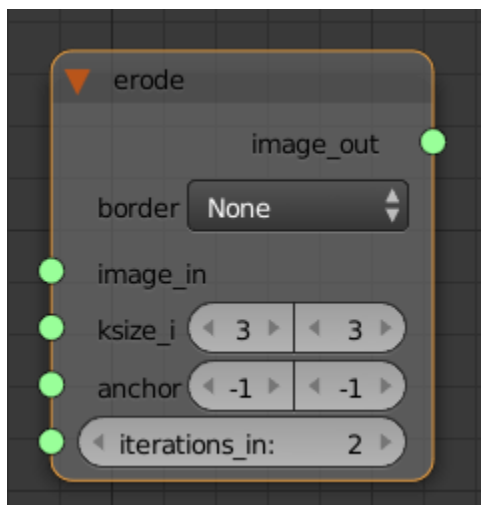 erode
image_out
border None
image_in
ksize_i 3 3
anchor -1 -1
iterations_in: 2